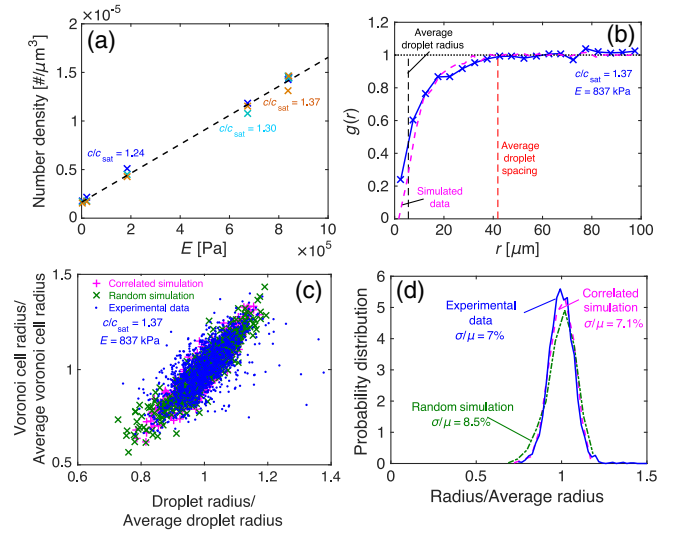 (a)
Number density [#/μm³]
×10⁻⁵
2
1.5
1
0.5
0
c/c_sat = 1.24
c/c_sat = 1.37
c/c_sat = 1.30
0 2 4 6 8 10
×10⁵
E [Pa]
(b)
g(r)
1.2
1
0.8
0.6
0.4
0.2
0
Average
droplet radius
c/c_sat = 1.37
E = 837 kPa
Average
droplet
spacing
Simulated
data
0 20 40 60 80 100
r [μm]
(c)
Voronoi cell radius/
Average voronoi cell radius
1.5
1
0.5
Correlated simulation
Random simulation
Experimental data
c/c_sat = 1.37
E = 837 kPa
0.6 0.8 1 1.2 1.4
Droplet radius/
Average droplet radius
(d)
Probability distribution
6
5
4
3
2
1
0
Experimental
data
σ/μ = 7%
Correlated
simulation
σ/μ = 7.1%
Random simulation
σ/μ = 8.5%
0 0.5 1 1.5
Radius/Average radius